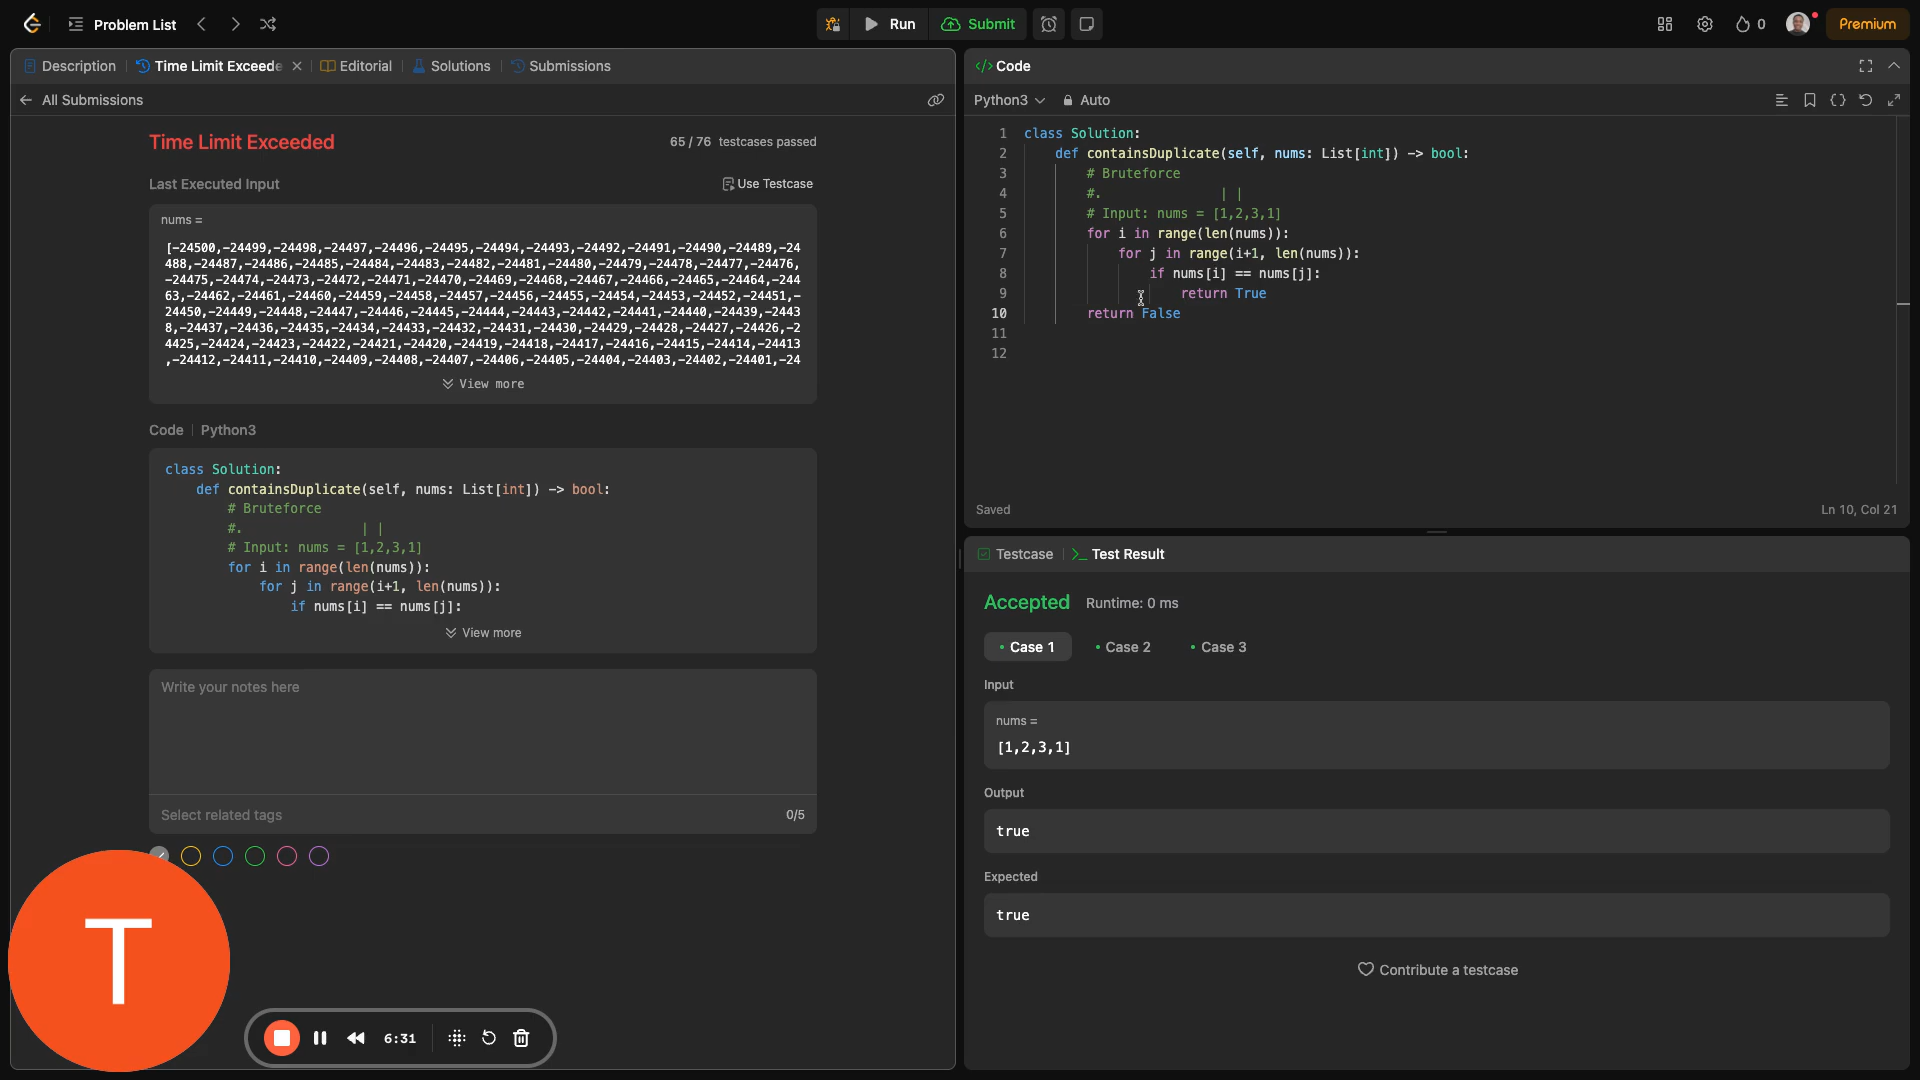 Problem List
Run
Submit
0
Premium
Description
Time Limit Exceede
Editorial
Solutions
Submissions
All Submissions
Time Limit Exceeded
65 / 76 testcases passed
Last Executed Input
Use Testcase
nums =
[-24500,-24499,-24498,-24497,-24496,-24495,-24494,-24493,-24492,-24491,-24490,-24489,-24
488,-24487,-24486,-24485,-24484,-24483,-24482,-24481,-24480,-24479,-24478,-24477,-24476,
-24475,-24474,-24473,-24472,-24471,-24470,-24469,-24468,-24467,-24466,-24465,-24464,-244
63,-24462,-24461,-24460,-24459,-24458,-24457,-24456,-24455,-24454,-24453,-24452,-24451,-
24450,-24449,-24448,-24447,-24446,-24445,-24444,-24443,-24442,-24441,-24440,-24439,-2443
8,-24437,-24436,-24435,-24434,-24433,-24432,-24431,-24430,-24429,-24428,-24427,-24426,-2
4425,-24424,-24423,-24422,-24421,-24420,-24419,-24418,-24417,-24416,-24415,-24414,-24413
,-24412,-24411,-24410,-24409,-24408,-24407,-24406,-24405,-24404,-24403,-24402,-24401,-24
View more
Code | Python3
class Solution:
def containsDuplicate(self, nums: List[int]) -> bool:
# Bruteforce
#. | |
# Input: nums = [1,2,3,1]
for i in range(len(nums)):
for j in range(i+1, len(nums)):
if nums[i] == nums[j]:
View more
Write your notes here
Select related tags
0/5
T
6:31
</> Code
Python3
Auto
1 class Solution:
2 def containsDuplicate(self, nums: List[int]) -> bool:
3 # Bruteforce
4 #. | |
5 # Input: nums = [1,2,3,1]
6 for i in range(len(nums)):
7 for j in range(i+1, len(nums)):
8 if nums[i] == nums[j]:
9 return True
10 return False
11
12
Saved
Ln 10, Col 21
Testcase
>_ Test Result
Accepted
Runtime: 0 ms
Case 1
Case 2
Case 3
Input
nums =
[1,2,3,1]
Output
true
Expected
true
Contribute a testcase